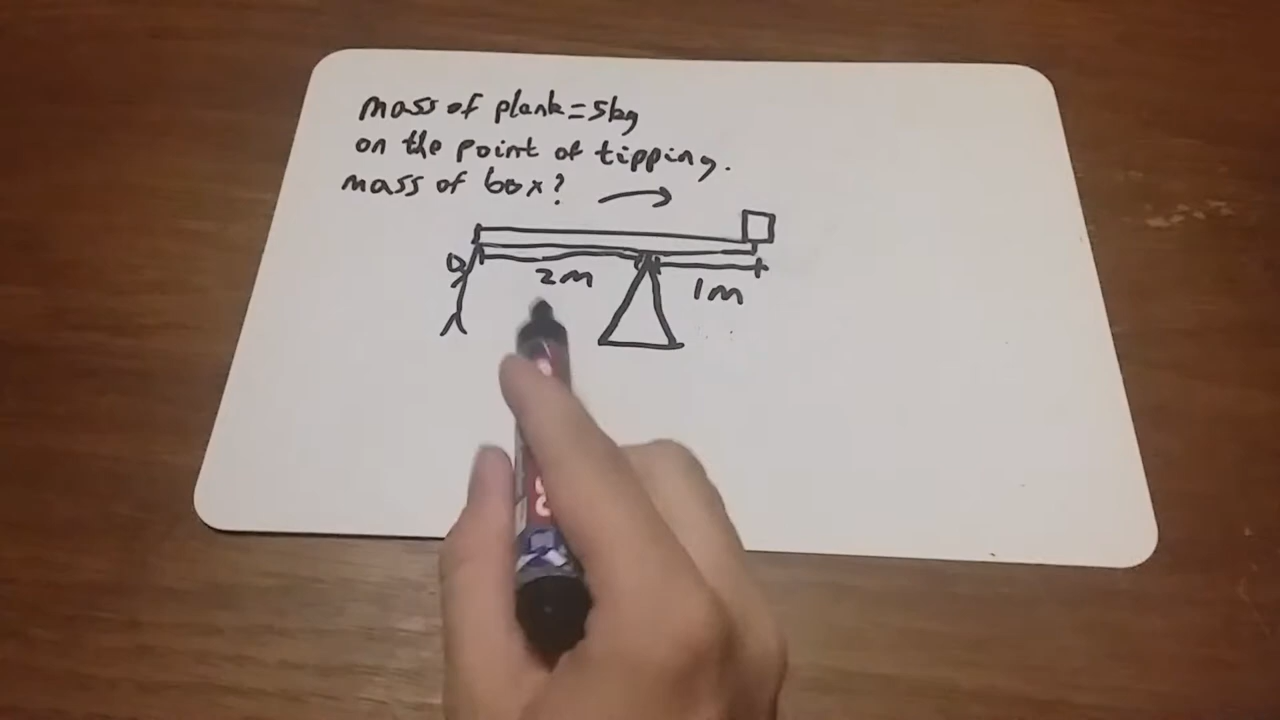 mass of plank=5kg
on the point of tipping.
mass of box?
2m
1m